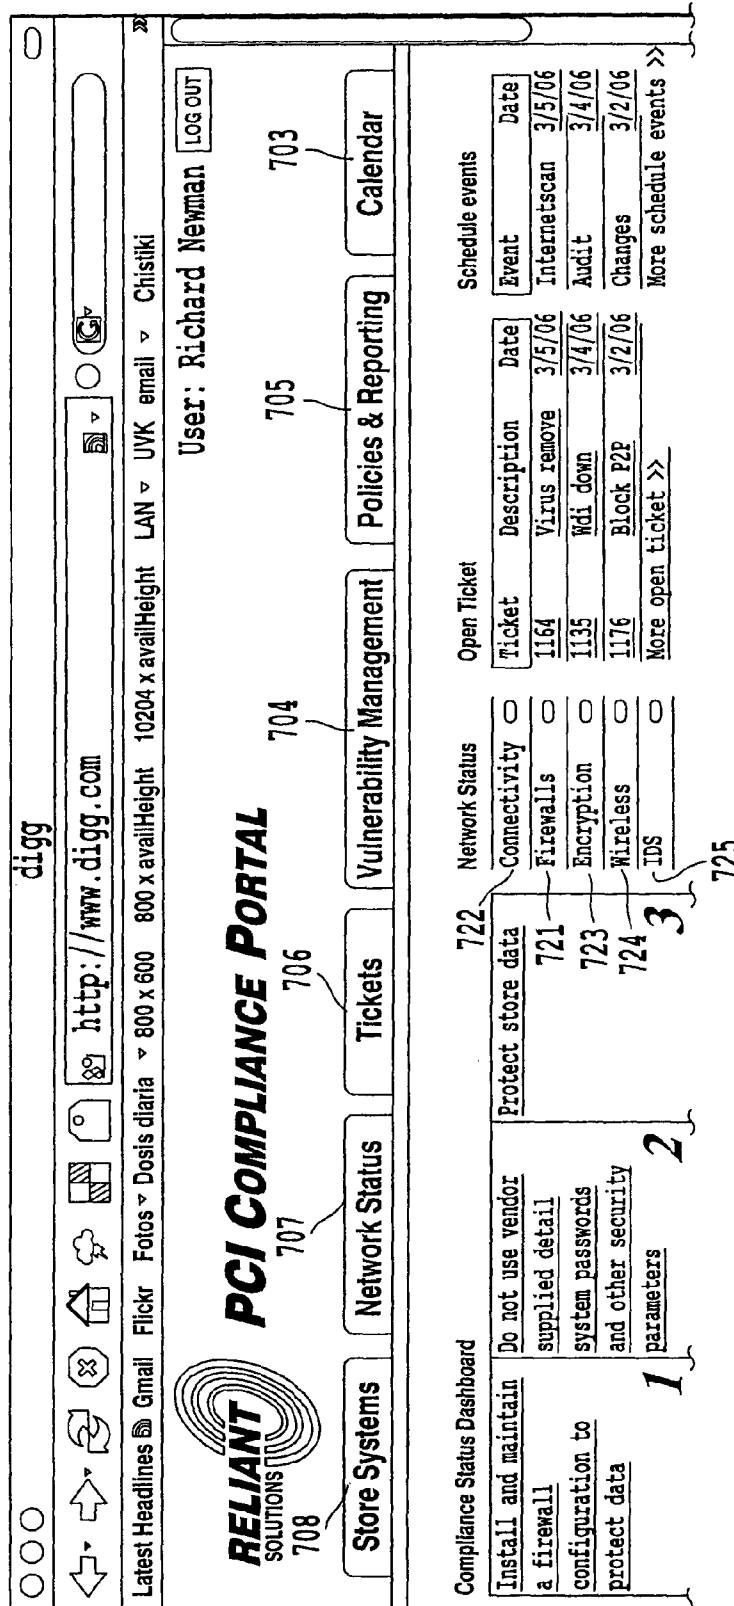 digg
http://www.digg.com
G
Latest Headlines Gmail Flickr Fotos Dosis diaria 800 x 600 800 x availHeight 10204 x availHeight LAN UVK email Chistiki »
RELIANT
SOLUTIONS
PCI COMPLIANCE PORTAL
User: Richard Newman LOG OUT
708 707 706 704 705 703
Store Systems Network Status Tickets Vulnerability Management Policies & Reporting Calendar
Compliance Status Dashboard
Install and maintain
a firewall
configuration to
protect data
1
Do not use vendor
supplied detail
system passwords
and other security
parameters
2
Protect store data
3
Network Status
722 Connectivity
721 Firewalls
723 Encryption
724 Wireless
IDS
725
Open Ticket
Ticket Description Date
1164 Virus remove 3/5/06
1135 Wdi down 3/4/06
1176 Block P2P 3/2/06
More open ticket >>
Schedule events
Event Date
Internetscan 3/5/06
Audit 3/4/06
Changes 3/2/06
More schedule events >>